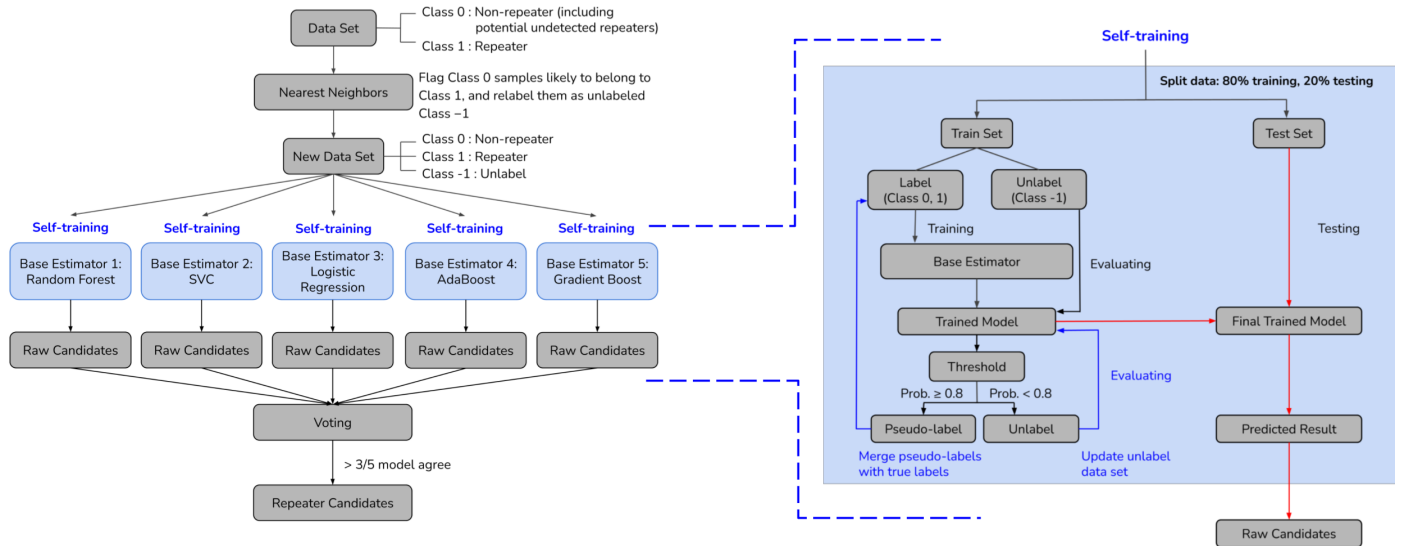 Data Set
Class 0 : Non-repeater (including
potential undetected repeaters)
Class 1 : Repeater
Nearest Neighbors
Flag Class 0 samples likely to belong to
Class 1, and relabel them as unlabeled
Class −1
New Data Set
Class 0 : Non-repeater
Class 1 : Repeater
Class -1 : Unlabel
Self-training
Self-training
Self-training
Self-training
Self-training
Base Estimator 1:
Random Forest
Base Estimator 2:
SVC
Base Estimator 3:
Logistic
Regression
Base Estimator 4:
AdaBoost
Base Estimator 5:
Gradient Boost
Raw Candidates
Raw Candidates
Raw Candidates
Raw Candidates
Raw Candidates
Voting
> 3/5 model agree
Repeater Candidates
Self-training
Split data: 80% training, 20% testing
Train Set
Test Set
Label
(Class 0, 1)
Unlabel
(Class -1)
Training
Testing
Base Estimator
Evaluating
Trained Model
Final Trained Model
Threshold
Evaluating
Prob. ≥ 0.8
Prob. < 0.8
Pseudo-label
Unlabel
Predicted Result
Merge pseudo-labels
with true labels
Update unlabel
data set
Raw Candidates